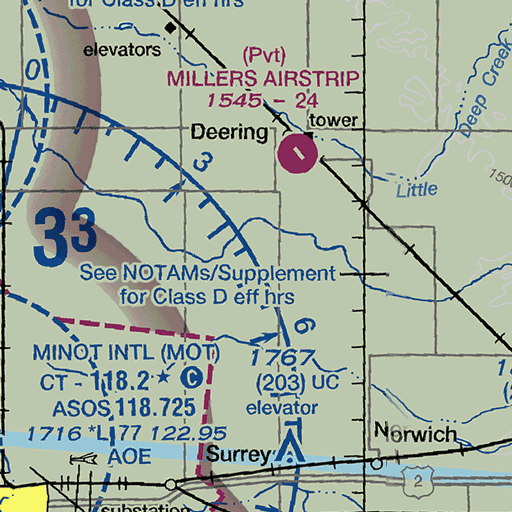 for Class D eff hrs
elevators
(Pvt)
MILLERS AIRSTRIP
1545 - 24
Deering
tower
Deep Creek
0
3
Little
1500
33
See NOTAMs/Supplement
for Class D eff hrs
6
MINOT INTL (MOT)
CT - 118.2 ★ C
ASOS 118.725
1716 *L 77 122.95
AOE
1767
(203) UC
elevator
Surrey
Norwich
2
substation